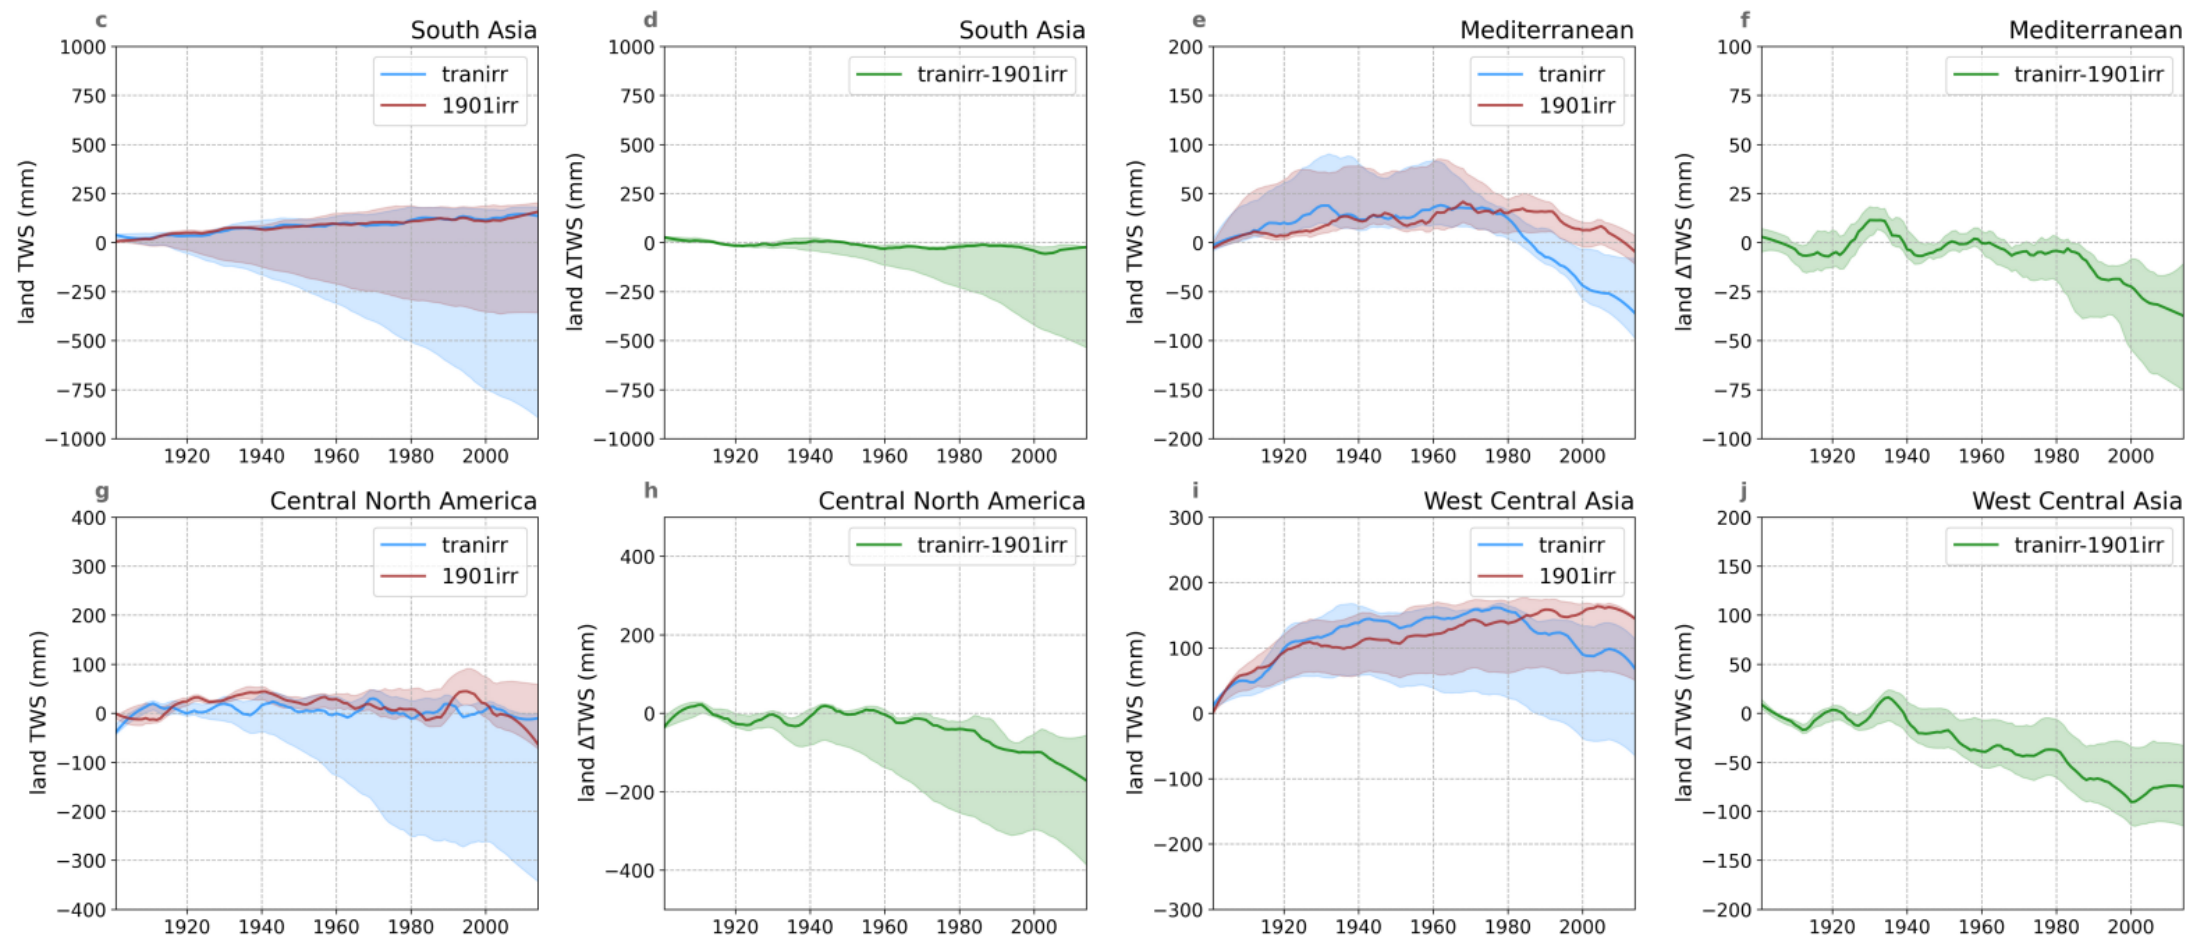 c
South Asia
land TWS (mm)
1000
750
500
250
0
−250
−500
−750
−1000
tranirr
1901irr
1920 1940 1960 1980 2000
d
South Asia
land ΔTWS (mm)
1000
750
500
250
0
−250
−500
−750
−1000
tranirr-1901irr
1920 1940 1960 1980 2000
e
Mediterranean
land TWS (mm)
200
150
100
50
0
−50
−100
−150
−200
tranirr
1901irr
1920 1940 1960 1980 2000
f
Mediterranean
land ΔTWS (mm)
100
75
50
25
0
−25
−50
−75
−100
tranirr-1901irr
1920 1940 1960 1980 2000
g
Central North America
land TWS (mm)
400
300
200
100
0
−100
−200
−300
−400
tranirr
1901irr
1920 1940 1960 1980 2000
h
Central North America
land ΔTWS (mm)
400
200
0
−200
−400
tranirr-1901irr
1920 1940 1960 1980 2000
i
West Central Asia
land TWS (mm)
300
200
100
0
−100
−200
−300
tranirr
1901irr
1920 1940 1960 1980 2000
j
West Central Asia
land ΔTWS (mm)
200
150
100
50
0
−50
−100
−150
−200
tranirr-1901irr
1920 1940 1960 1980 2000